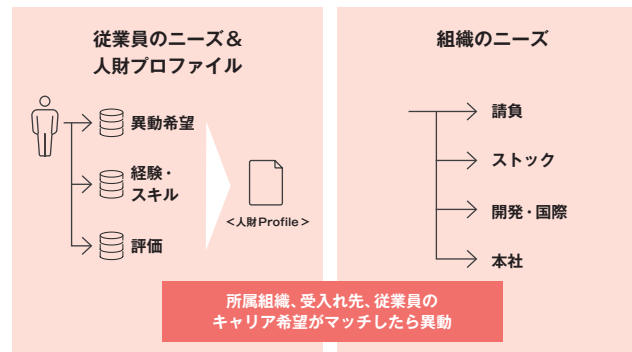 従業員のニーズ&
人財プロファイル
異動希望
経験・
スキル
評価
<人財Profile>
組織のニーズ
請負
ストック
開発・国際
本社
所属組織、受入れ先、従業員の
キャリア希望がマッチしたら異動